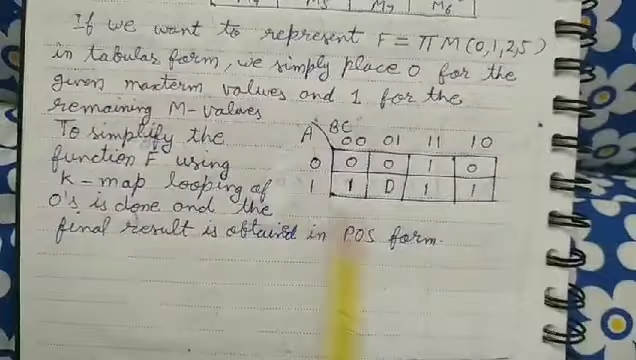 M5 M7 M6
If we want to represent F = π M (0,1,2,5)
in tabular form, we simply place 0 for the
given maxterm values and 1 for the
remaining M-values
To simplify the
function F using
K-map looping of
0's is done and the
final result is obtained in POS form.
A BC 00 01 11 10
0 0 0 1 0
1 1 0 1 1